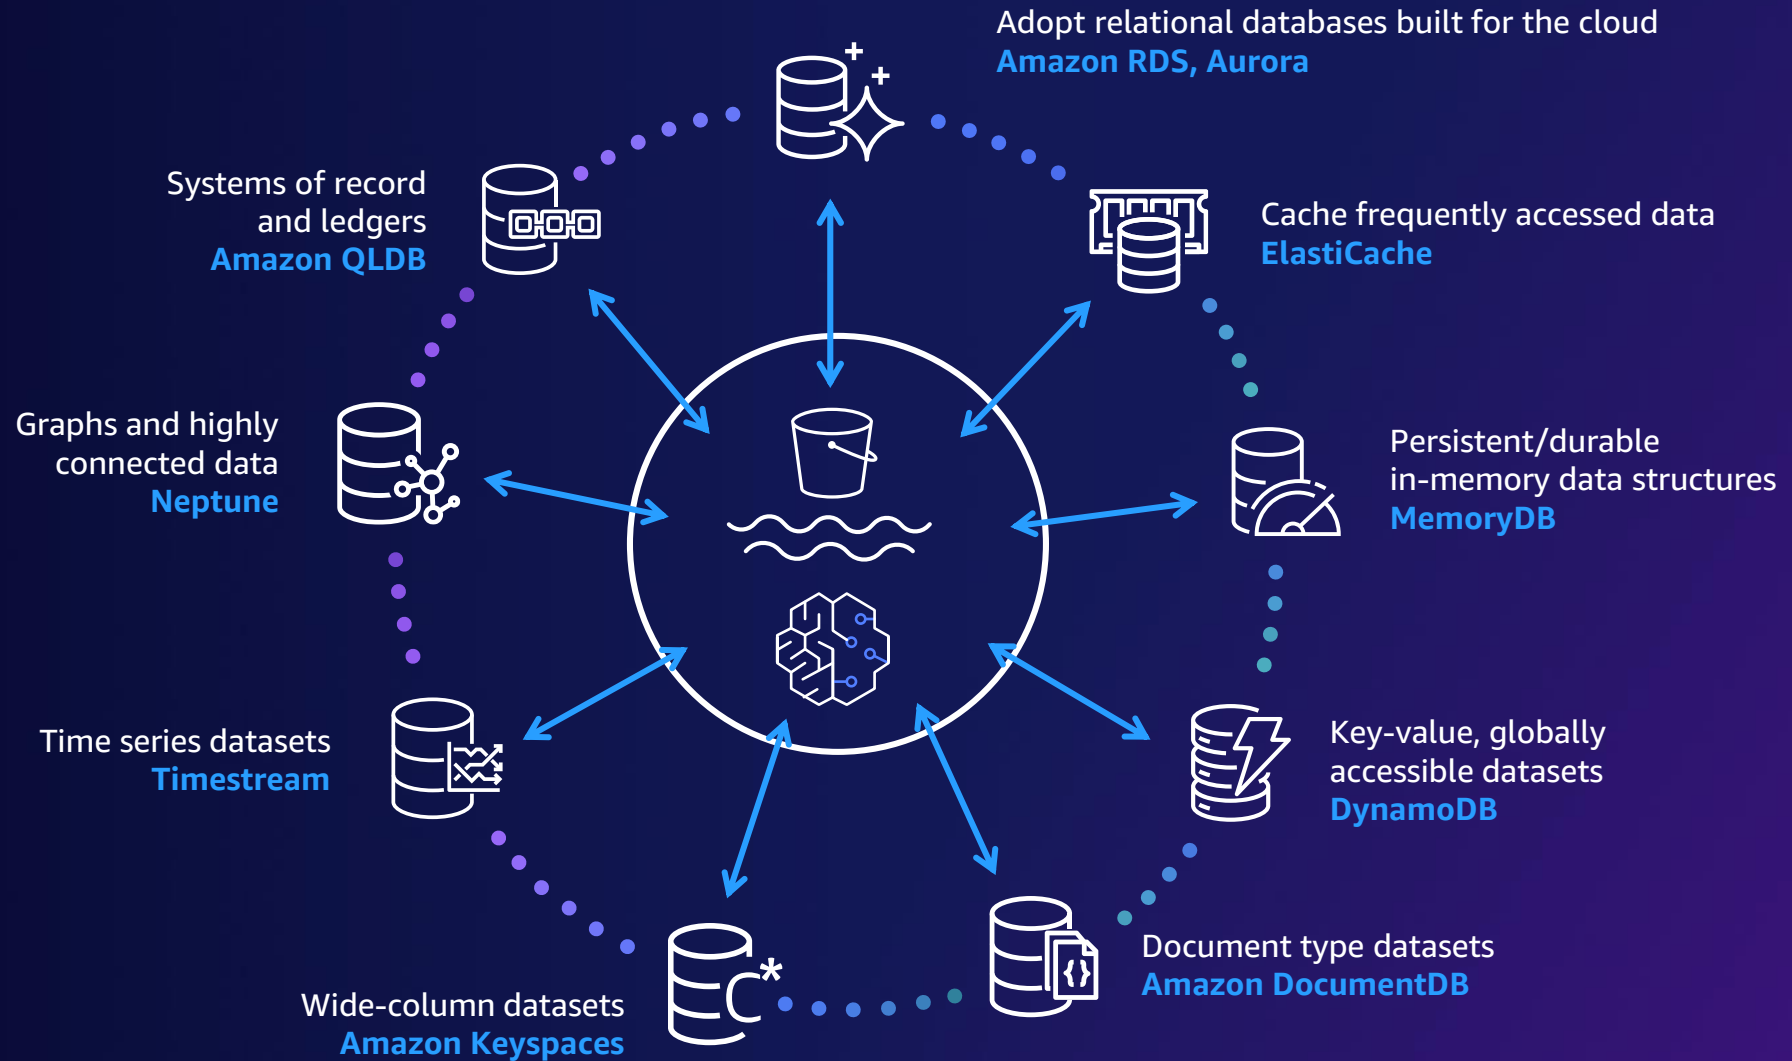 Adopt relational databases built for the cloud
Amazon RDS, Aurora
Systems of record
and ledgers
Amazon QLDB
Cache frequently accessed data
ElastiCache
Graphs and highly
connected data
Neptune
Persistent/durable
in-memory data structures
MemoryDB
Time series datasets
Timestream
Key-value, globally
accessible datasets
DynamoDB
{}
Document type datasets
Amazon DocumentDB
C*
Wide-column datasets
Amazon Keyspaces